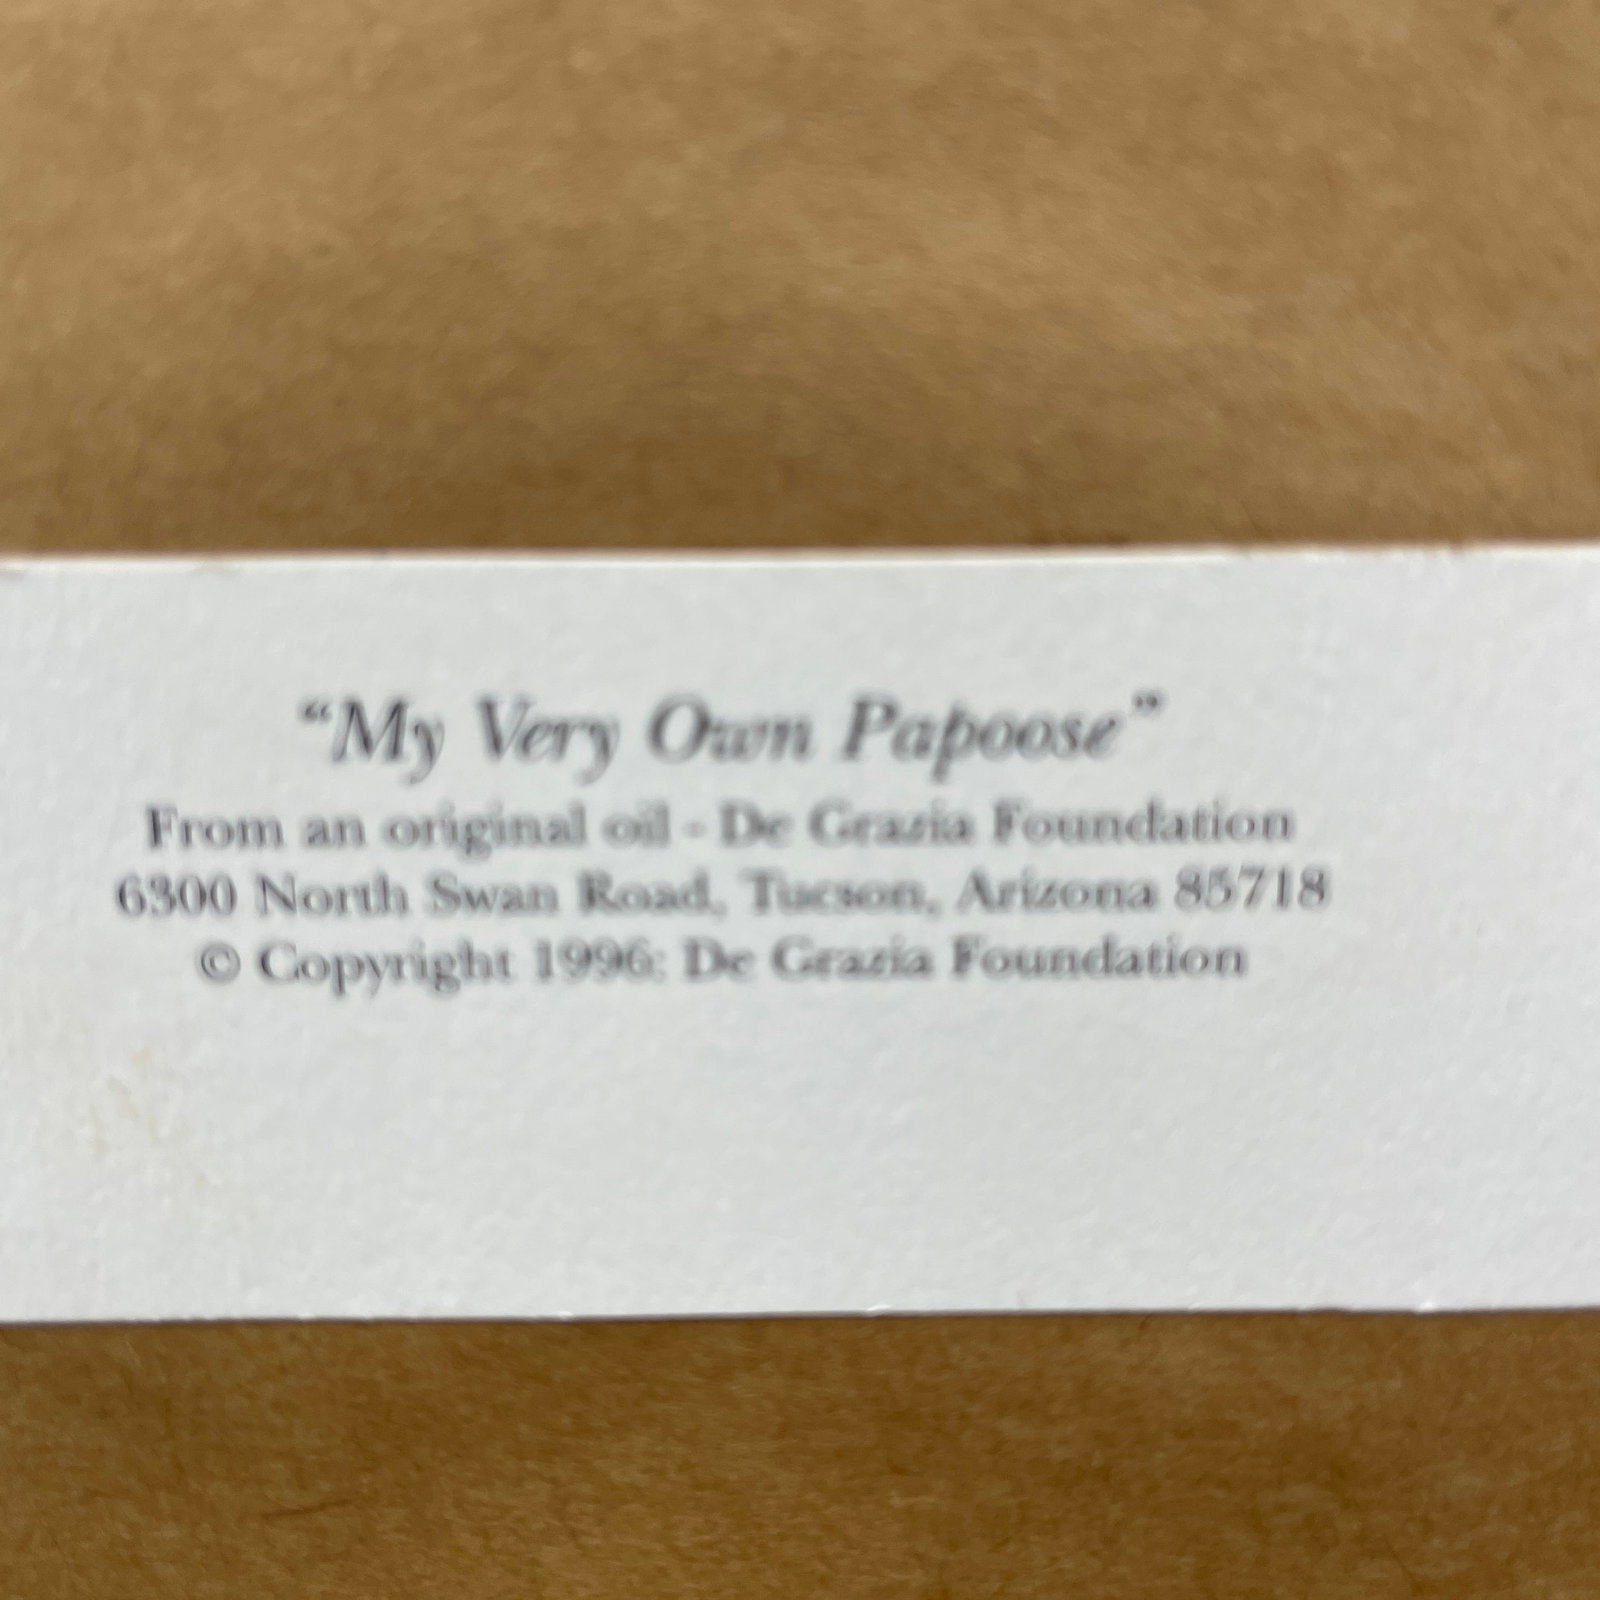 “My Very Own Papoose”
From an original oil - De Grazia Foundation
6300 North Swan Road, Tucson, Arizona 85718
© Copyright 1996: De Grazia Foundation